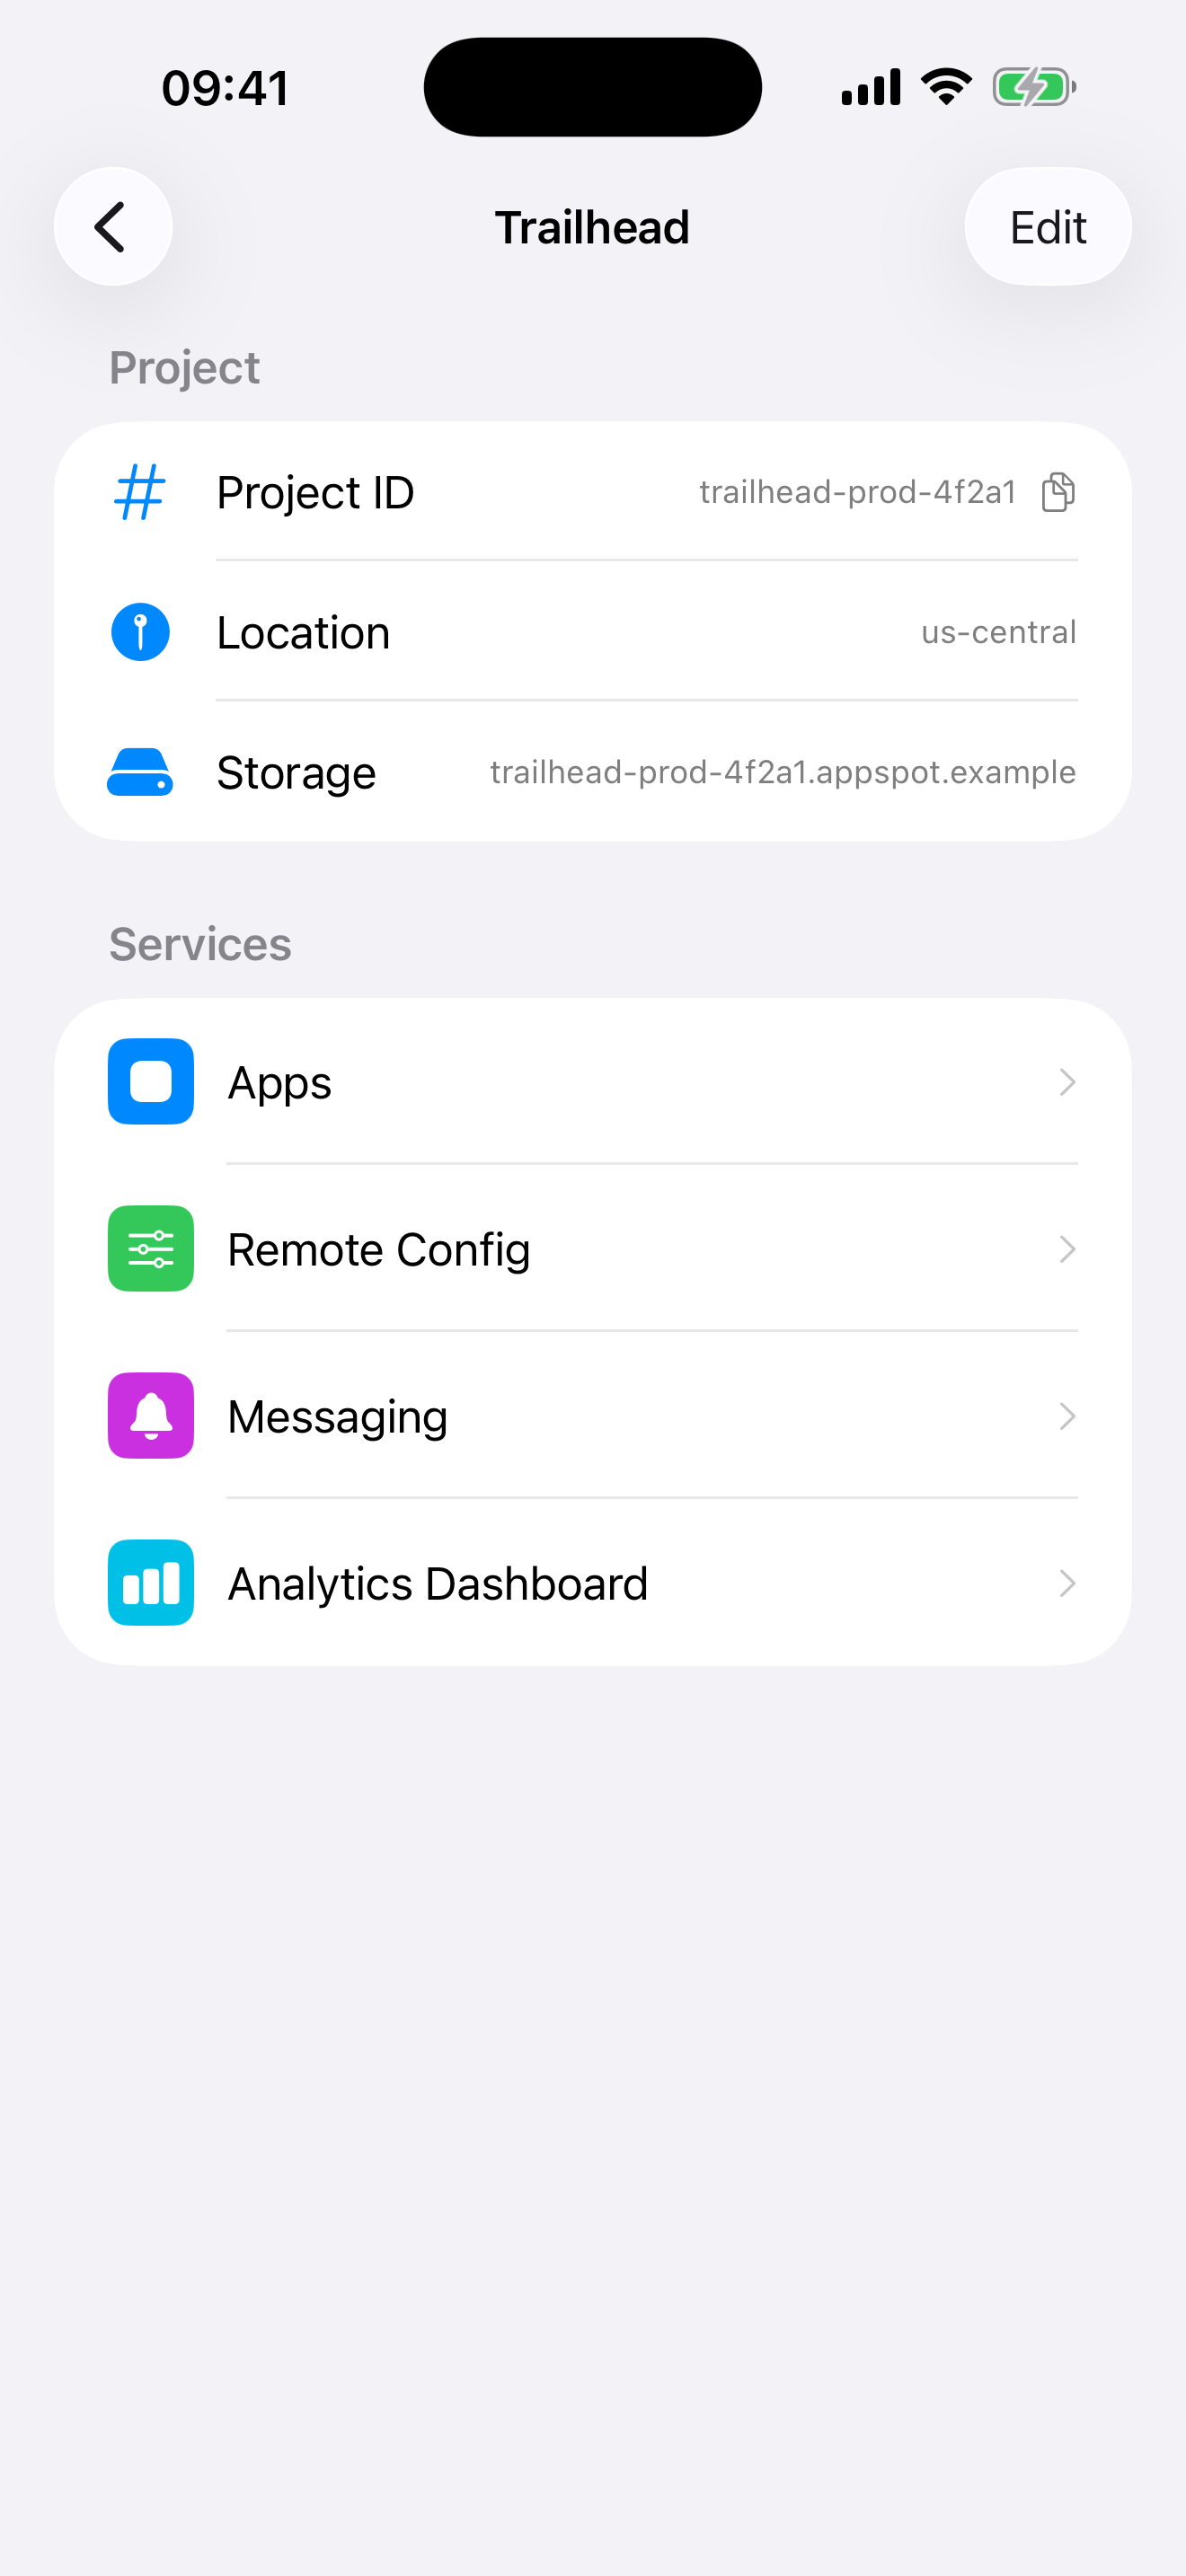 09:41
Trailhead
Edit
Project
Project ID trailhead-prod-4f2a1
Location us-central
Storage trailhead-prod-4f2a1.appspot.example
Services
Apps
Remote Config
Messaging
Analytics Dashboard